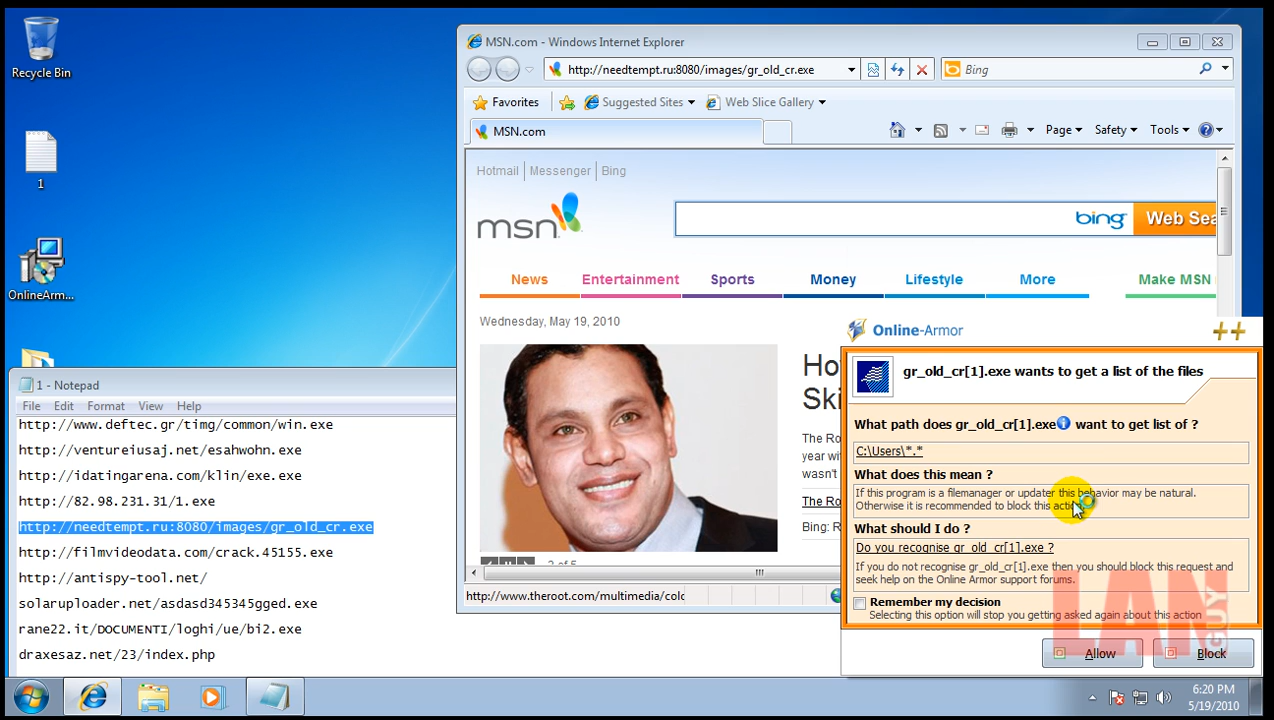 Recycle Bin
1
OnlineArm...
MSN.com - Windows Internet Explorer
http://needtempt.ru:8080/images/gr_old_cr.exe
Bing
Favorites
Suggested Sites
Web Slice Gallery
MSN.com
Page
Safety
Tools
Hotmail
Messenger
Bing
msn
bing
Web Sea
News
Entertainment
Sports
Money
Lifestyle
More
Make MSN
Wednesday, May 19, 2010
Ho
Ski
The Ro
year wi
wasn't
The Ro
Bing: R
2 of 5
http://www.theroot.com/multimedia/colc
1 - Notepad
File
Edit
Format
View
Help
http://www.deftec.gr/timg/common/win.exe
http://ventureiusaj.net/esahwohn.exe
http://idatingarena.com/klin/exe.exe
http://82.98.231.31/1.exe
http://needtempt.ru:8080/images/gr_old_cr.exe
http://filmvideodata.com/crack.45155.exe
http://antispy-tool.net/
solaruploader.net/asdasd345345gged.exe
rane22.it/DOCUMENTI/loghi/ue/bi2.exe
draxesaz.net/23/index.php
Online-Armor
++
gr_old_cr[1].exe wants to get a list of the files
What path does gr_old_cr[1].exe want to get list of ?
C:\Users\*.*
What does this mean ?
If this program is a filemanager or updater this behavior may be natural.
Otherwise it is recommended to block this action.
What should I do ?
Do you recognise gr_old_cr[1].exe ?
If you do not recognise gr_old_cr[1].exe then you should block this request and
seek help on the Online Armor support forums.
Remember my decision
Selecting this option will stop you getting asked again about this action
Allow
Block
LAN
GUY
6:20 PM
5/19/2010